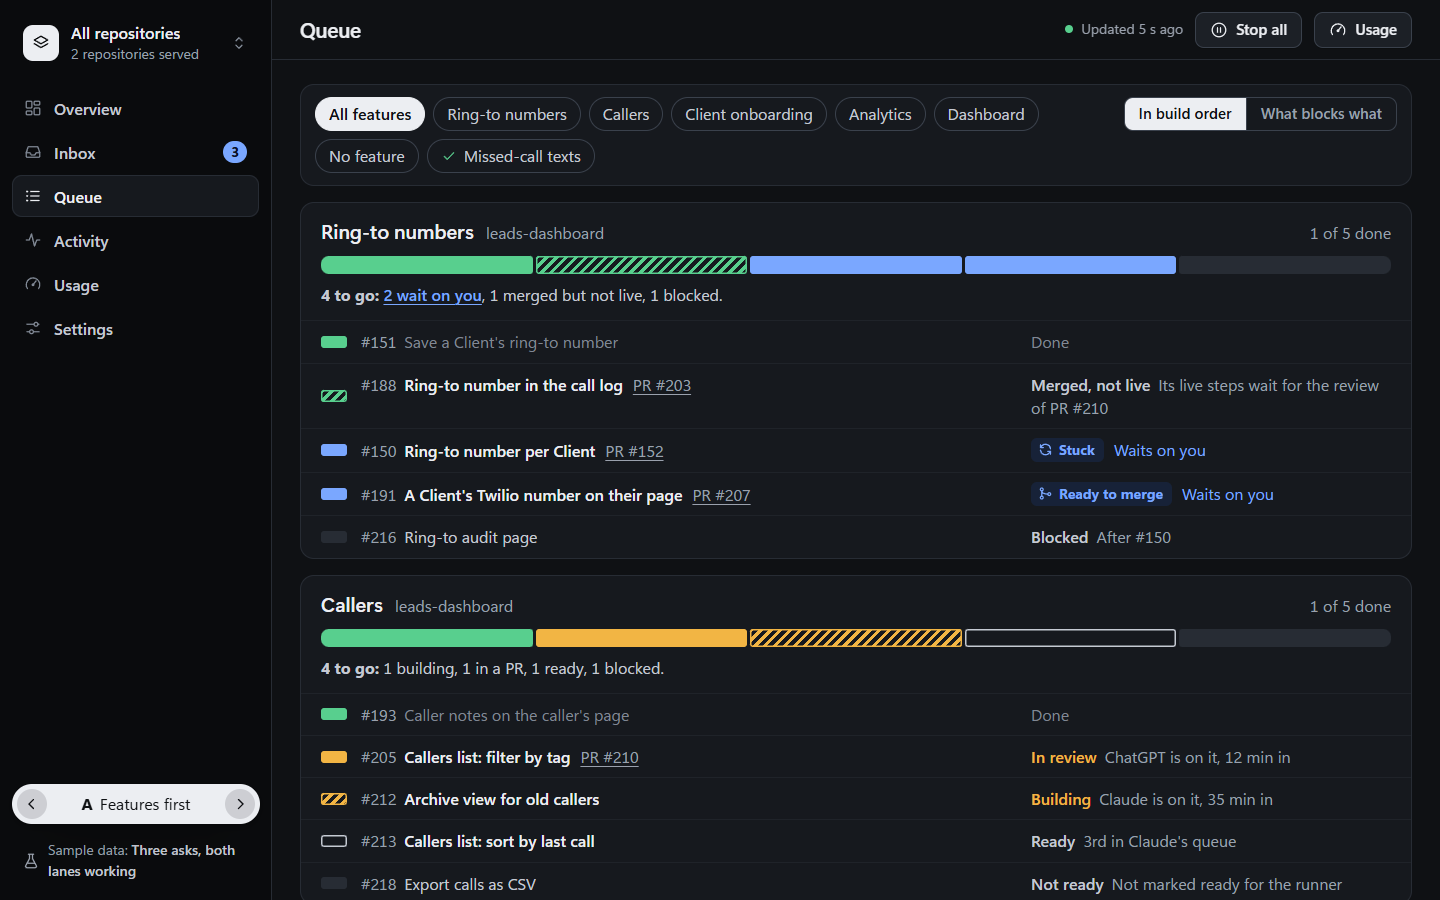 All repositories
2 repositories served
Overview
Inbox 3
Queue
Activity
Usage
Settings
A Features first
Sample data: Three asks, both
lanes working
Queue
Updated 5 s ago
Stop all
Usage
All features
Ring-to numbers
Callers
Client onboarding
Analytics
Dashboard
In build order
What blocks what
No feature
Missed-call texts
Ring-to numbers leads-dashboard 1 of 5 done
4 to go: 2 wait on you, 1 merged but not live, 1 blocked.
#151 Save a Client's ring-to number Done
#188 Ring-to number in the call log PR #203 Merged, not live Its live steps wait for the review
of PR #210
#150 Ring-to number per Client PR #152 Stuck Waits on you
#191 A Client's Twilio number on their page PR #207 Ready to merge Waits on you
#216 Ring-to audit page Blocked After #150
Callers leads-dashboard 1 of 5 done
4 to go: 1 building, 1 in a PR, 1 ready, 1 blocked.
#193 Caller notes on the caller's page Done
#205 Callers list: filter by tag PR #210 In review ChatGPT is on it, 12 min in
#212 Archive view for old callers Building Claude is on it, 35 min in
#213 Callers list: sort by last call Ready 3rd in Claude's queue
#218 Export calls as CSV Not ready Not marked ready for the runner